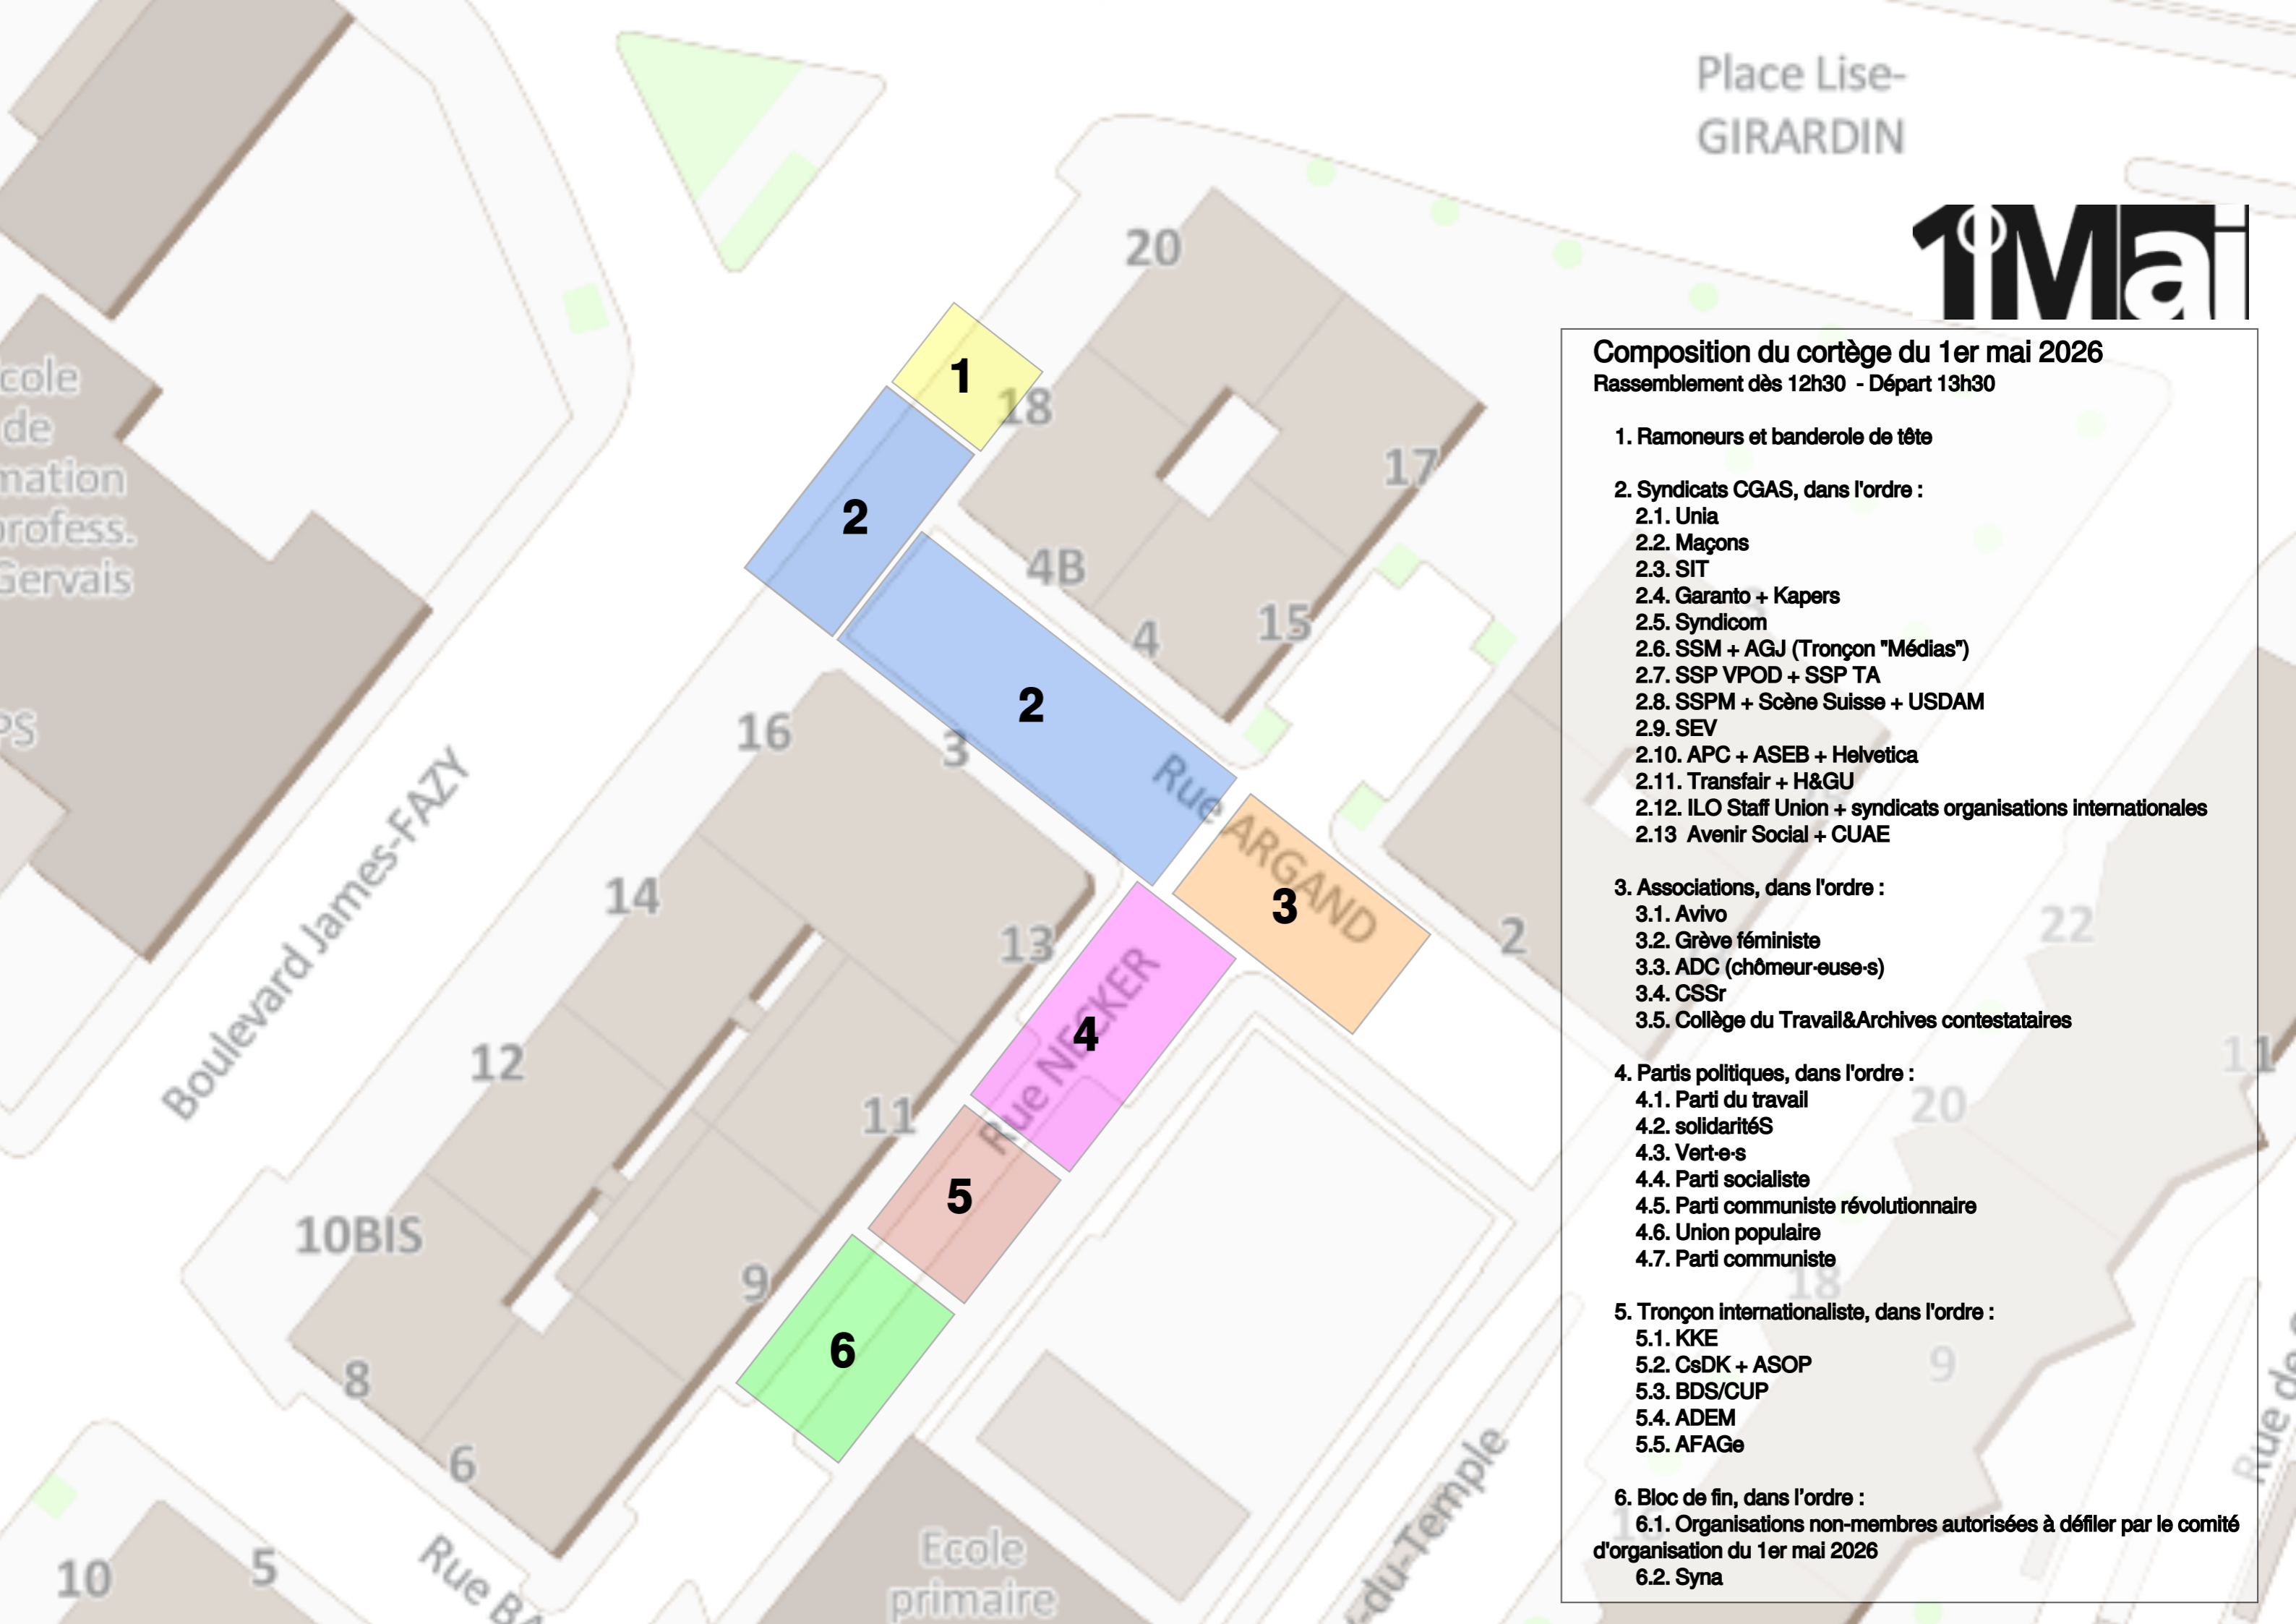 Place Lise-
GIRARDIN
1er Mai
Composition du cortège du 1er mai 2026
Rassemblement dès 12h30 - Départ 13h30
1. Ramoneurs et banderole de tête
2. Syndicats CGAS, dans l'ordre :
2.1. Unia
2.2. Maçons
2.3. SIT
2.4. Garanto + Kapers
2.5. Syndicom
2.6. SSM + AGJ (Tronçon "Médias")
2.7. SSP VPOD + SSP TA
2.8. SSPM + Scène Suisse + USDAM
2.9. SEV
2.10. APC + ASEB + Helvetica
2.11. Transfair + H&GU
2.12. ILO Staff Union + syndicats organisations internationales
2.13 Avenir Social + CUAE
3. Associations, dans l'ordre :
3.1. Avivo
3.2. Grève féministe
3.3. ADC (chômeur·euse·s)
3.4. CSSr
3.5. Collège du Travail&Archives contestataires
4. Partis politiques, dans l'ordre :
4.1. Parti du travail
4.2. solidaritéS
4.3. Vert·e·s
4.4. Parti socialiste
4.5. Parti communiste révolutionnaire
4.6. Union populaire
4.7. Parti communiste
5. Tronçon internationaliste, dans l'ordre :
5.1. KKE
5.2. CsDK + ASOP
5.3. BDS/CUP
5.4. ADEM
5.5. AFAGe
6. Bloc de fin, dans l'ordre :
6.1. Organisations non-membres autorisées à défiler par le comité
d'organisation du 1er mai 2026
6.2. Syna
20
1
18
17
2
4B
4
15
2
16
3
Rue ARGAND
3
2
14
13
4
Rue NECKER
12
11
5
10BIS
9
6
8
6
10
5
Boulevard James-FAZY
cole
de
mation
profess.
Gervais
PS
Ecole
primaire
-du-Temple
22
20
18
9
11
Rue de
Rue BA